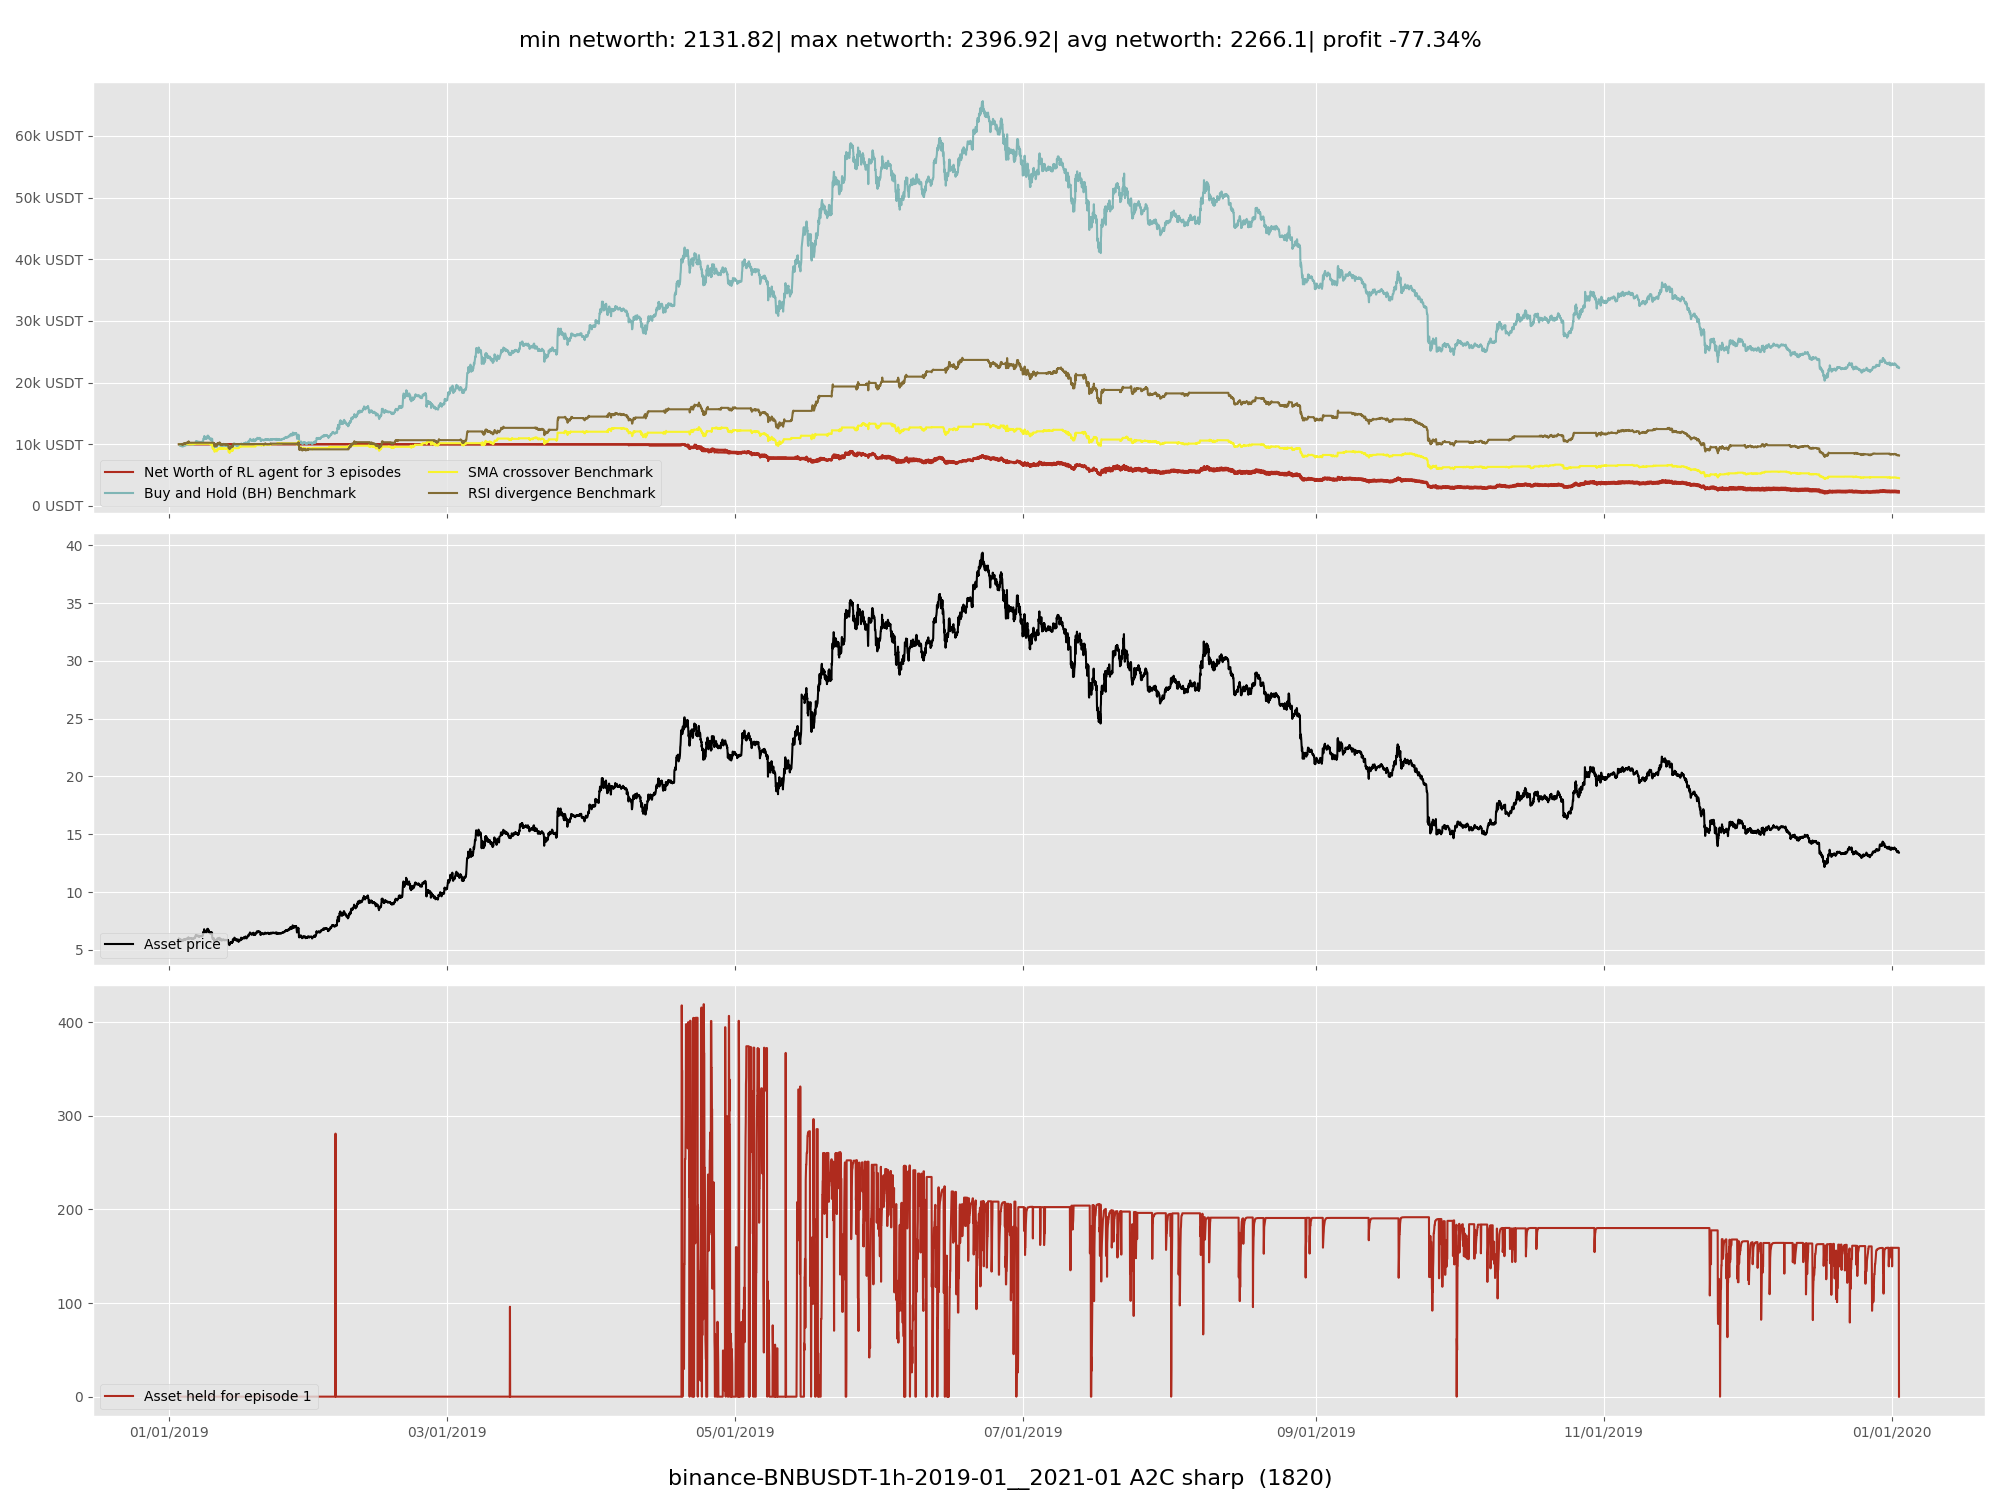 min networth: 2131.82| max networth: 2396.92| avg networth: 2266.1| profit -77.34%
60k USDT
50k USDT
40k USDT
30k USDT
20k USDT
10k USDT
0 USDT
Net Worth of RL agent for 3 episodes
Buy and Hold (BH) Benchmark
SMA crossover Benchmark
RSI divergence Benchmark
40
35
30
25
20
15
10
5
Asset price
400
300
200
100
0
Asset held for episode 1
01/01/2019 03/01/2019 05/01/2019 07/01/2019 09/01/2019 11/01/2019 01/01/2020
binance-BNBUSDT-1h-2019-01__2021-01 A2C sharp  (1820)